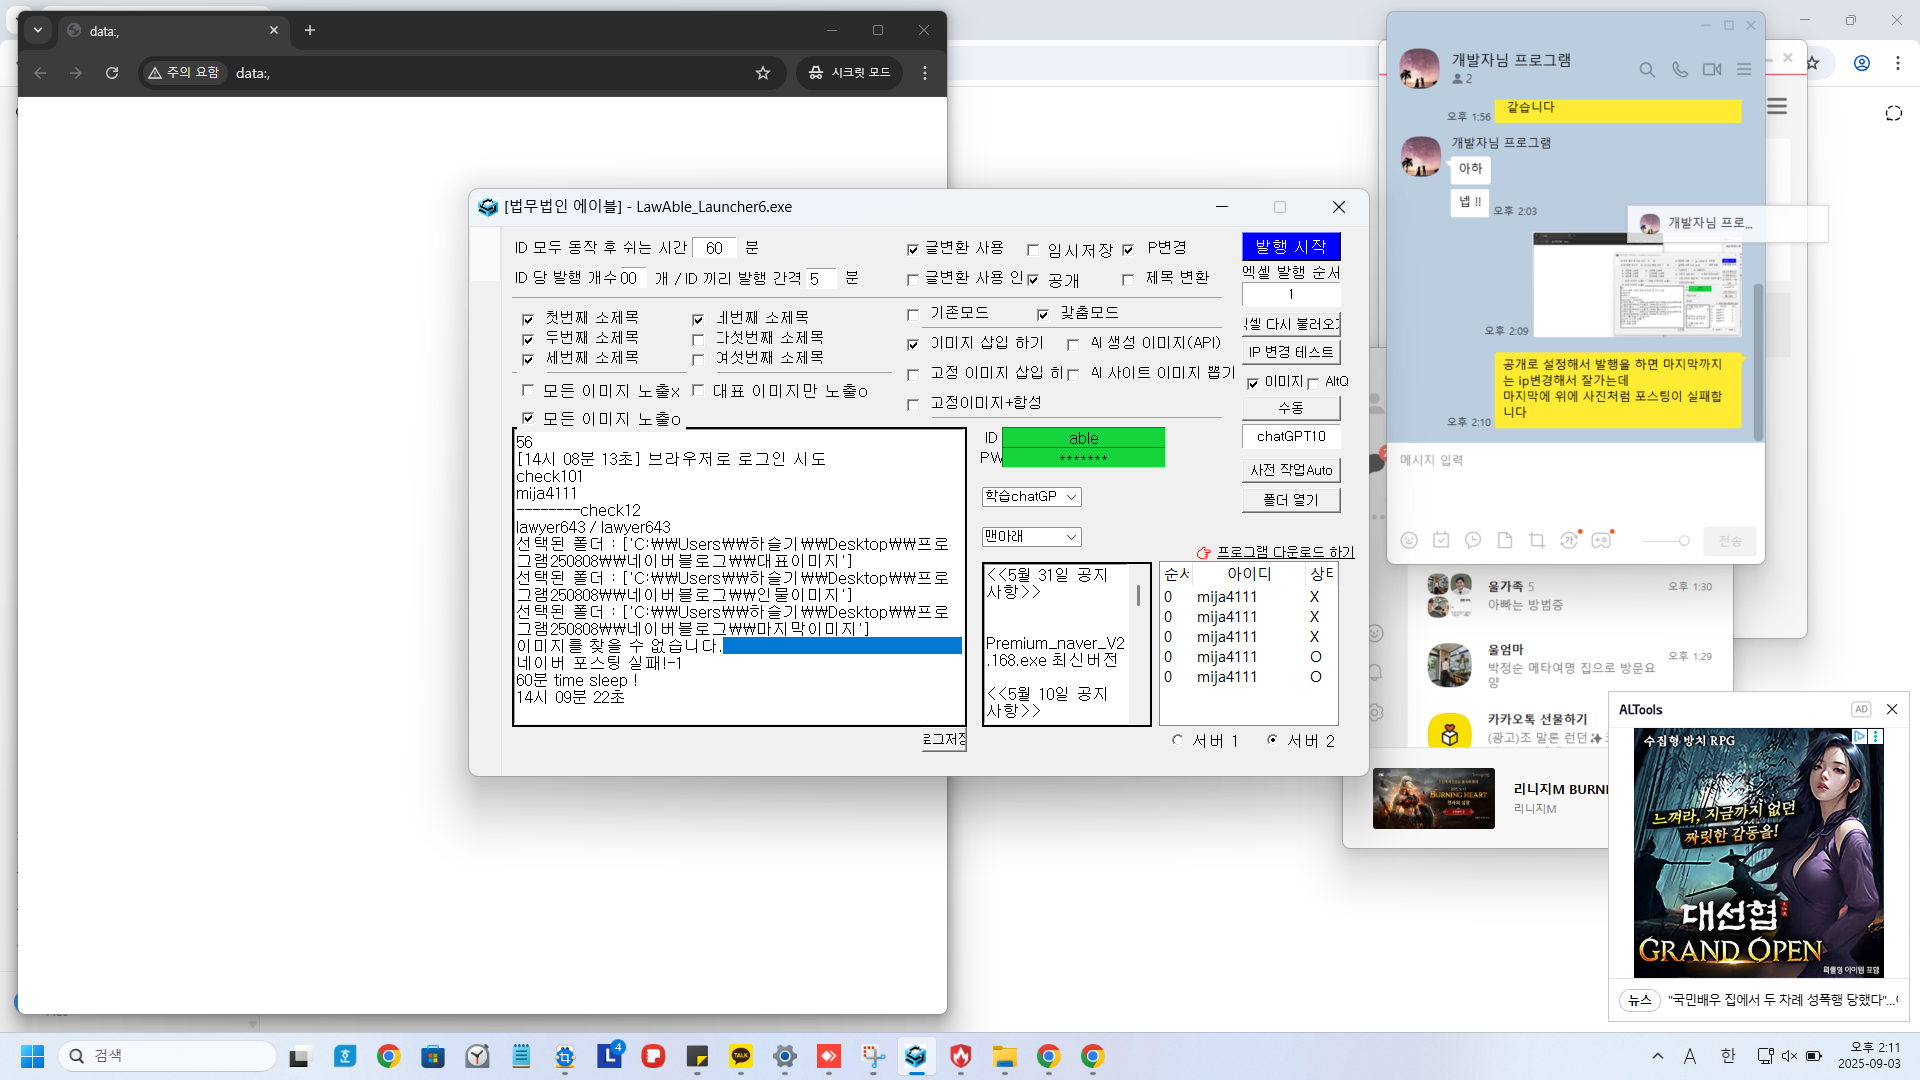 data:,
주의 요함
data:,
시크릿 모드
[법무법인 에이블] - LawAble_Launcher6.exe
ID 모두 동작 후 쉬는 시간 60 분
ID 당 발행 개수 00 개 / ID 끼리 발행 간격 5 분
글변환 사용
임시저장
P변경
글변환 사용 인
공개
제목 변환
첫번째 소제목
네번째 소제목
두번째 소제목
다섯번째 소제목
세번째 소제목
여섯번째 소제목
모든 이미지 노출x
대표 이미지만 노출o
모든 이미지 노출o
기존모드
맞춤모드
이미지 삽입 하기
AI 생성 이미지(API)
고정 이미지 삽입 하
AI 사이트 이미지 뽑기
고정이미지+합성
발행 시작
엑셀 발행 순서
1
셀 다시 불러오기
IP 변경 테스트
이미지
AltQ
수동
chatGPT10
사전 작업Auto
폴더 열기
ID able
PW *******
학습chatGP
맨아래
프로그램 다운로드 하기
56
[14시 08분 13초] 브라우저로 로그인 시도
check101
mija4111
--------check12
lawyer643 / lawyer643
선택된 폴더 : ['C:₩₩Users₩₩하슬기₩₩Desktop₩₩프로
그램250808₩₩네이버블로그₩₩대표이미지']
선택된 폴더 : ['C:₩₩Users₩₩하슬기₩₩Desktop₩₩프로
그램250808₩₩네이버블로그₩₩인물이미지']
선택된 폴더 : ['C:₩₩Users₩₩하슬기₩₩Desktop₩₩프로
그램250808₩₩네이버블로그₩₩마지막이미지']
이미지를 찾을 수 없습니다.
네이버 포스팅 실패!-1
60분 time sleep !
14시 09분 22초
로그저장
<<5월 31일 공지
사항>>
Premium_naver_V2
.168.exe 최신버전
<<5월 10일 공지
사항>>
순서 아이디 상태
0 mija4111 X
0 mija4111 X
0 mija4111 X
0 mija4111 O
0 mija4111 O
서버 1
서버 2
개발자님 프로그램
2
같습니다
오후 1:56
개발자님 프로그램
아하
넵 !!
오후 2:03
개발자님 프로...
오후 2:09
공개로 설정해서 발행을 하면 마지막까지
는 ip변경해서 잘가는데
마지막에 위에 사진처럼 포스팅이 실패합
니다
오후 2:10
메시지 입력
전송
울가족 5
오후 1:30
아빠는 방범중
울엄마
오후 1:29
박정순 메타여명 집으로 방문요
양
카카오톡 선물하기
(광고)조 말론 런던
BURNING HEART
리니지M BURNI
리니지M
ALTools
AD
수집형 방치 RPG
느껴라, 지금까지 없던
짜릿한 감동을!
대선협
GRAND OPEN
확률형 아이템 포함
뉴스
"국민배우 집에서 두 차례 성폭행 당했다"...
검색
4
TALK
A
한
오후 2:11
2025-09-03